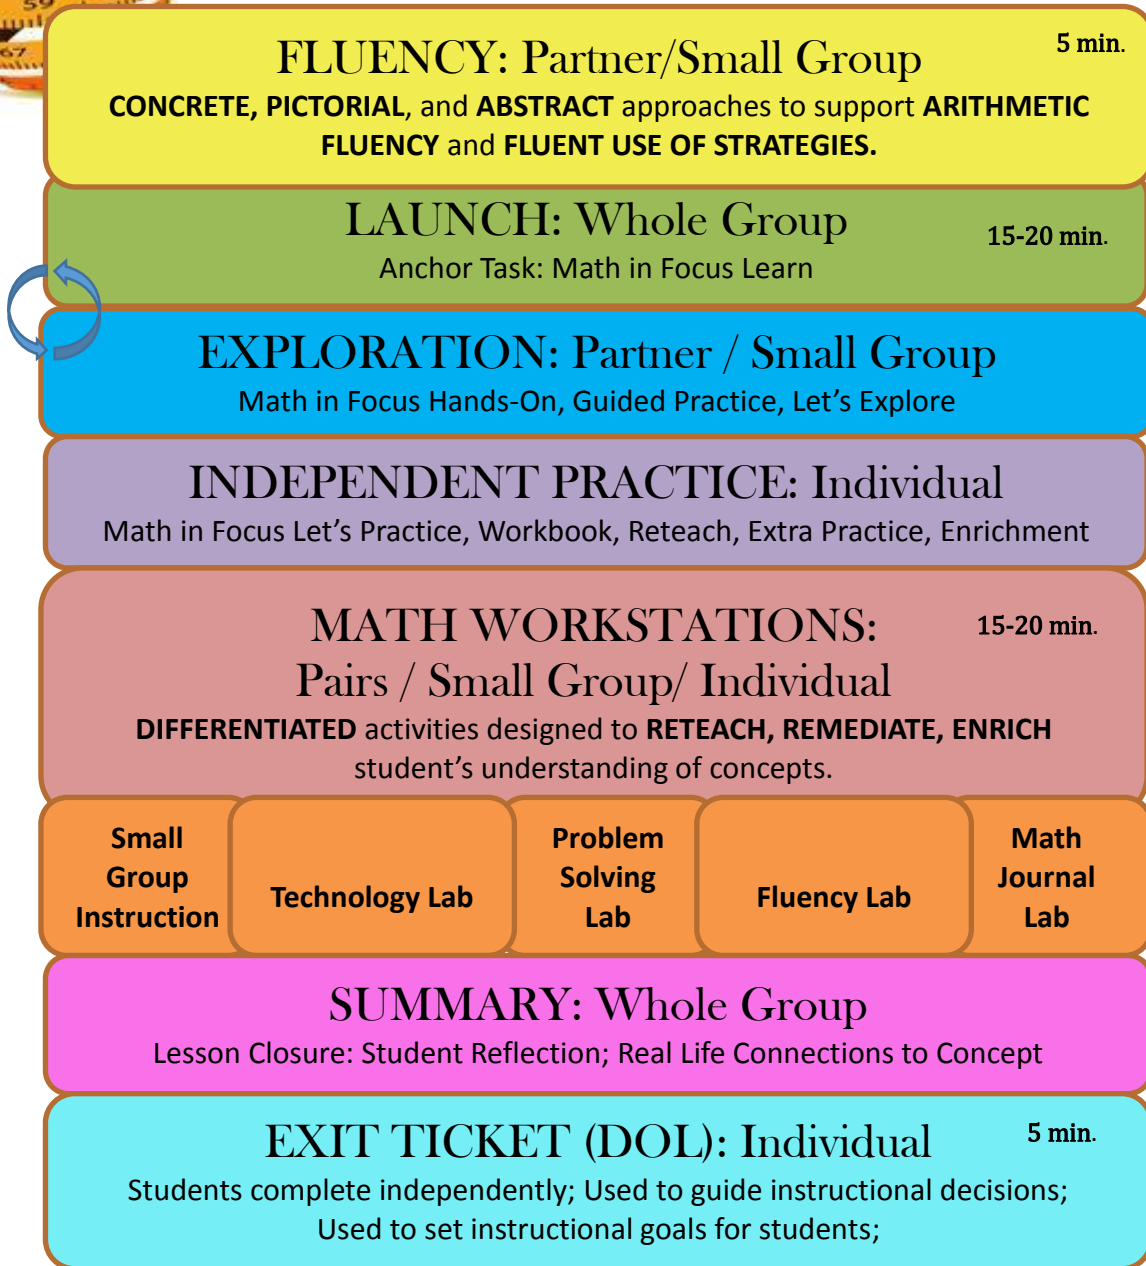 59
67
FLUENCY: Partner/Small Group
5 min.
CONCRETE, PICTORIAL, and ABSTRACT approaches to support ARITHMETIC
FLUENCY and FLUENT USE OF STRATEGIES.
LAUNCH: Whole Group
15-20 min.
Anchor Task: Math in Focus Learn
EXPLORATION: Partner / Small Group
Math in Focus Hands-On, Guided Practice, Let’s Explore
INDEPENDENT PRACTICE: Individual
Math in Focus Let’s Practice, Workbook, Reteach, Extra Practice, Enrichment
MATH WORKSTATIONS:
15-20 min.
Pairs / Small Group/ Individual
DIFFERENTIATED activities designed to RETEACH, REMEDIATE, ENRICH
student’s understanding of concepts.
Small
Group
Instruction
Technology Lab
Problem
Solving
Lab
Fluency Lab
Math
Journal
Lab
SUMMARY: Whole Group
Lesson Closure: Student Reflection; Real Life Connections to Concept
EXIT TICKET (DOL): Individual
5 min.
Students complete independently; Used to guide instructional decisions;
Used to set instructional goals for students;